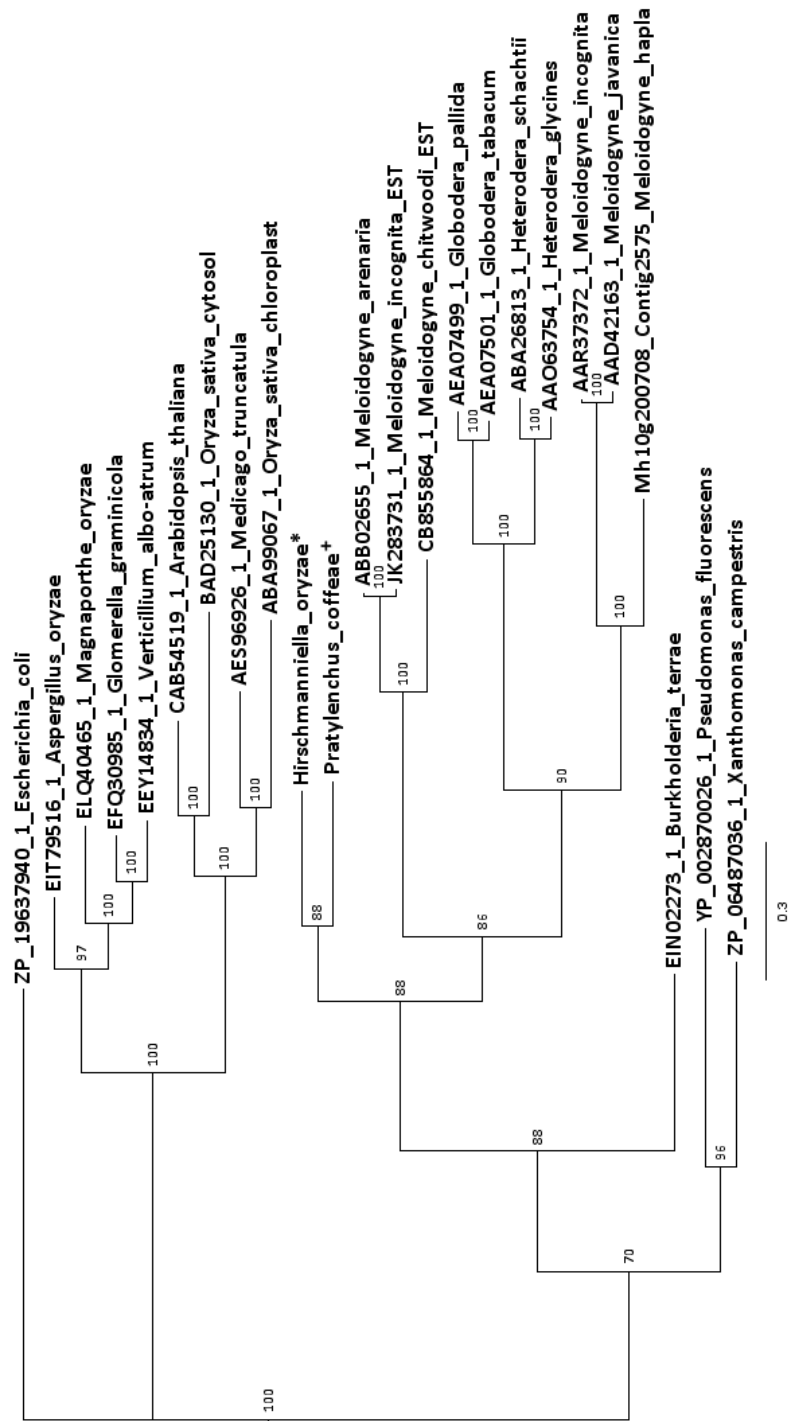 ZP_19637940_1_Escherichia_coli
EIT79516_1_Aspergillus_oryzae
ELQ40465_1_Magnaporthe_oryzae
EFQ30985_1_Glomerella_graminicola
EEY14834_1_Verticillium_albo-atrum
CAB54519_1_Arabidopsis_thaliana
BAD25130_1_Oryza_sativa_cytosol
AES96926_1_Medicago_truncatula
ABA99067_1_Oryza_sativa_chloroplast
Hirschmanniella_oryzae*
Pratylenchus_coffeae+
ABB02655_1_Meloidogyne_arenaria
JK283731_1_Meloidogyne_incognita_EST
CB855864_1_Meloidogyne_chitwoodi_EST
AEA07499_1_Globodera_pallida
AEA07501_1_Globodera_tabacum
ABA26813_1_Heterodera_schachtii
AAO63754_1_Heterodera_glycines
AAR37372_1_Meloidogyne_incognita
AAD42163_1_Meloidogyne_javanica
Mh10g200708_Contig2575_Meloidogyne_hapla
EIN02273_1_Burkholderia_terrae
YP_002870026_1_Pseudomonas_fluorescens
ZP_06487036_1_Xanthomonas_campestris
97
100
100
100
100
100
100
88
88
100
100
86
100
100
100
90
100
100
88
96
70
100
0.3